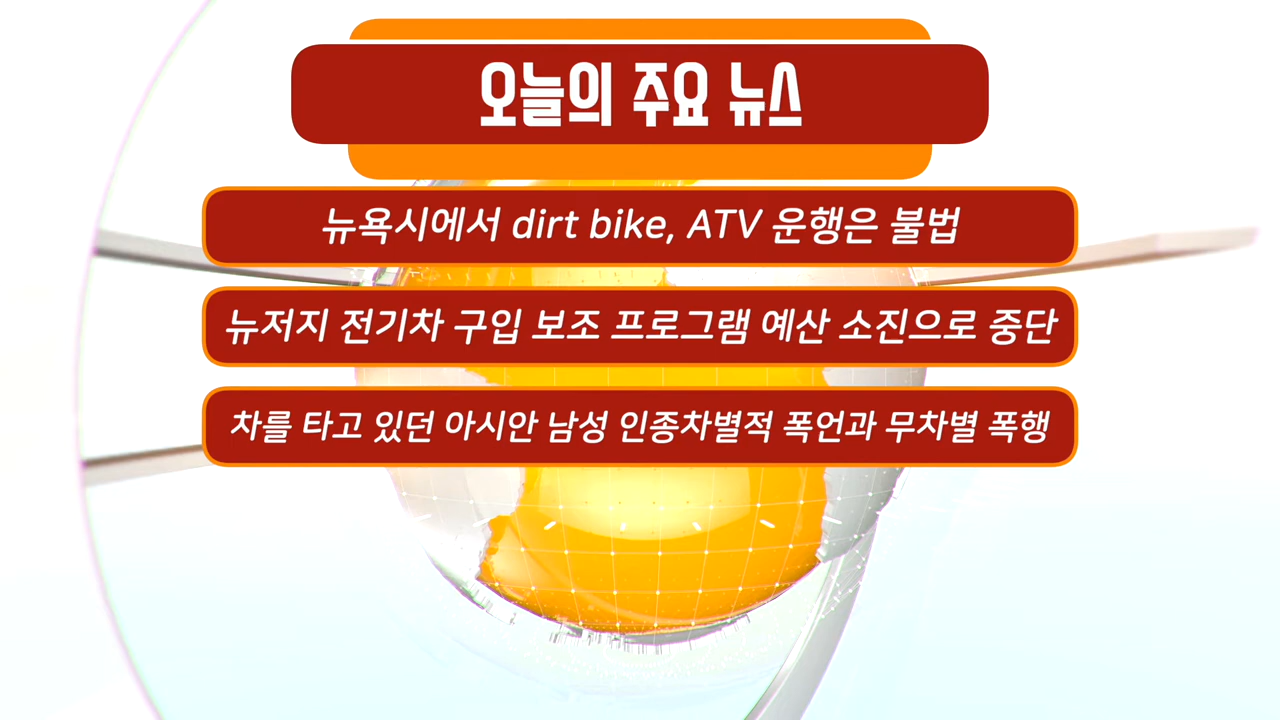 오늘의 주요 뉴스
뉴욕시에서 dirt bike, ATV 운행은 불법
뉴저지 전기차 구입 보조 프로그램 예산 소진으로 중단
차를 타고 있던 아시안 남성 인종차별적 폭언과 무차별 폭행